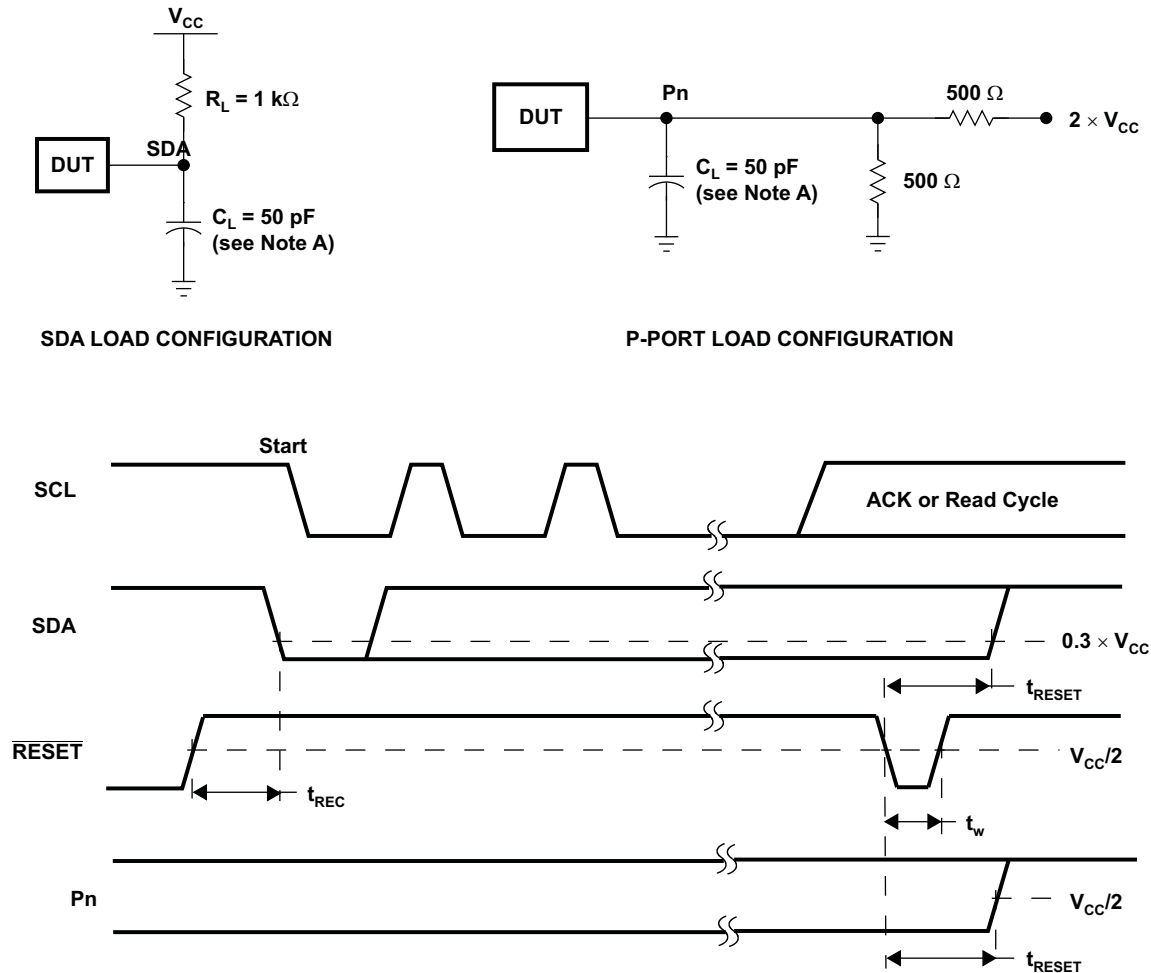 V_CC
R_L = 1 kΩ
DUT
SDA
C_L = 50 pF
(see Note A)
SDA LOAD CONFIGURATION
DUT
Pn
500 Ω
2 × V_CC
C_L = 50 pF
(see Note A)
500 Ω
P-PORT LOAD CONFIGURATION
Start
SCL
ACK or Read Cycle
SDA
0.3 × V_CC
t_RESET
R̅E̅S̅E̅T̅
V_CC/2
t_REC
t_w
Pn
V_CC/2
t_RESET